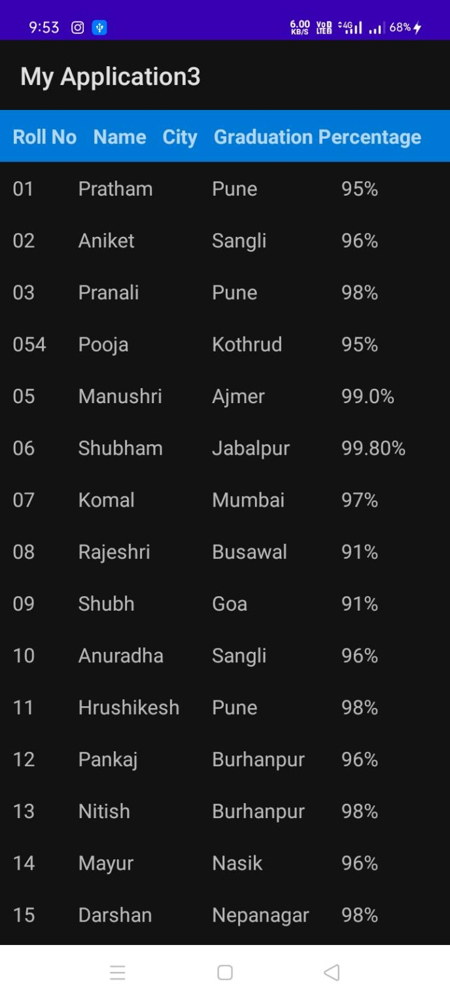 9:53 6.00 KB/S Vo LTE 4G 68%
My Application3
Roll No Name City Graduation Percentage
01 Pratham Pune 95%
02 Aniket Sangli 96%
03 Pranali Pune 98%
054 Pooja Kothrud 95%
05 Manushri Ajmer 99.0%
06 Shubham Jabalpur 99.80%
07 Komal Mumbai 97%
08 Rajeshri Busawal 91%
09 Shubh Goa 91%
10 Anuradha Sangli 96%
11 Hrushikesh Pune 98%
12 Pankaj Burhanpur 96%
13 Nitish Burhanpur 98%
14 Mayur Nasik 96%
15 Darshan Nepanagar 98%